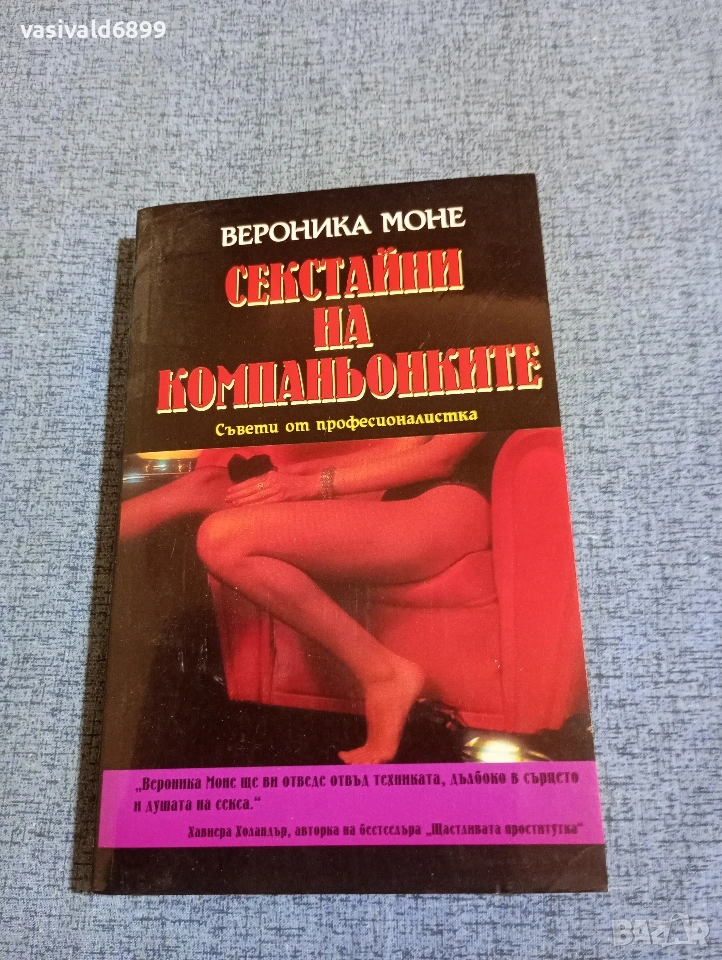 vasivald6899
ВЕРОНИКА МОНЕ
СЕКСТАЙНИ
НА
КОМПАНЬОНКИТЕ
Съвети от професионалистка
„Вероника Моне ще ви отведе отвъд техниката, дълбоко в сърцето
и душата на секса.“
Хавиера Холандър, авторка на бестселъра „Щастливата проститутка“
BAZAR